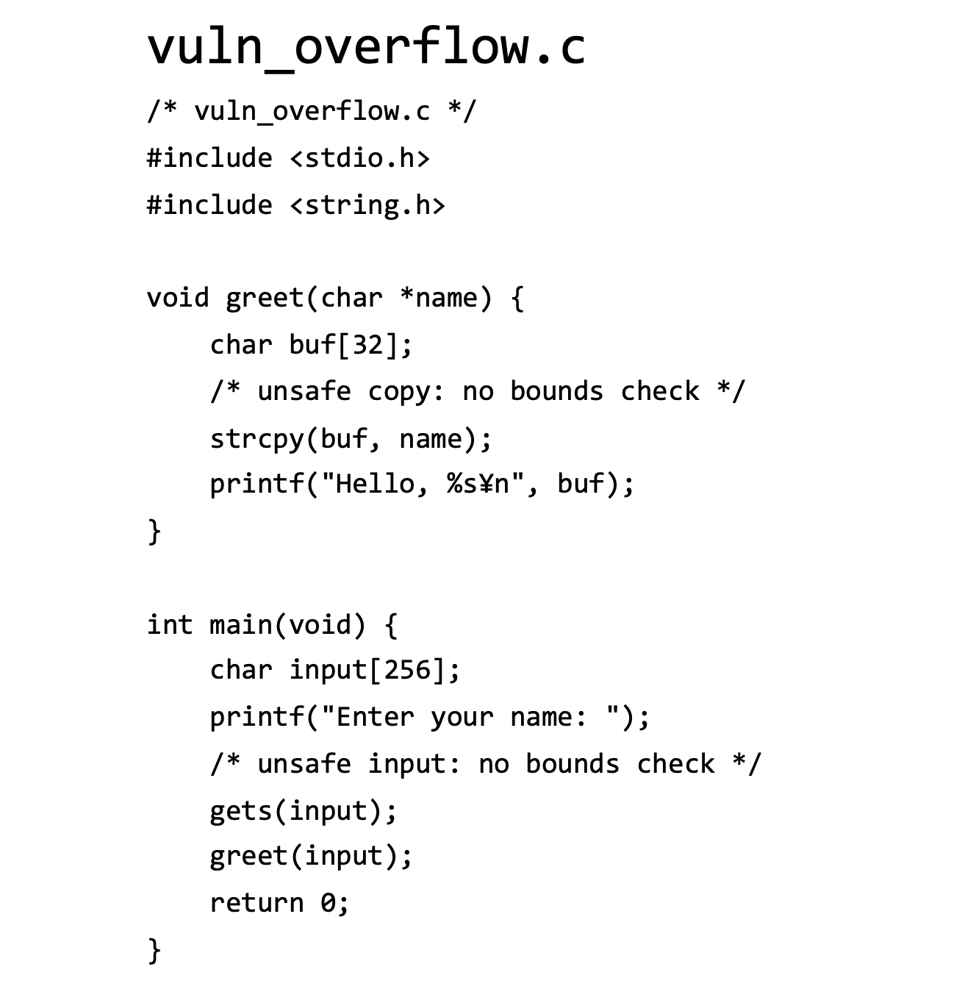 vuln_overflow.c
/* vuln_overflow.c */
#include <stdio.h>
#include <string.h>

void greet(char *name) {
    char buf[32];
    /* unsafe copy: no bounds check */
    strcpy(buf, name);
    printf("Hello, %s¥n", buf);
}

int main(void) {
    char input[256];
    printf("Enter your name: ");
    /* unsafe input: no bounds check */
    gets(input);
    greet(input);
    return 0;
}